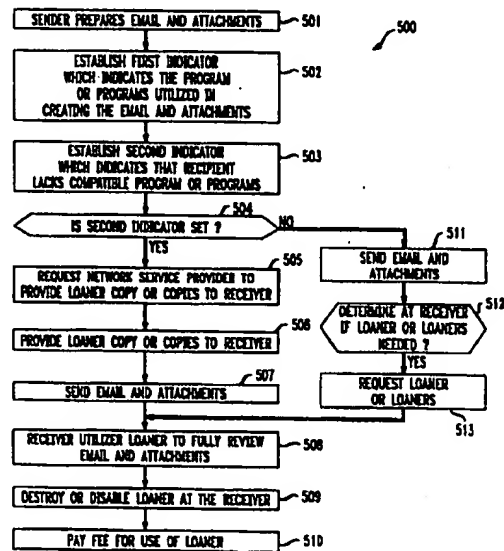 SENDER PREPARES EMAIL AND ATTACHMENTS
501
500
ESTABLISH FIRST INDICATOR
WHICH INDICATES THE PROGRAM
OR PROGRAMS UTILIZED IN
CREATING THE EMAIL AND ATTACHMENTS
502
ESTABLISH SECOND INDICATOR
WHICH INDICATES THAT RECIPIENT
LACKS COMPATIBLE PROGRAM OR PROGRAMS
503
504
IS SECOND INDICATOR SET ?
NO
YES
511
SEND EMAIL AND
ATTACHMENTS
505
REQUEST NETWORK SERVICE PROVIDER TO
PROVIDE LOANER COPY OR COPIES TO RECEIVER
512
DETERMINE AT RECEIVER
IF LOANER OR LOANERS
NEEDED ?
506
PROVIDE LOANER COPY OR COPIES TO RECEIVER
YES
507
SEND EMAIL AND ATTACHMENTS
REQUEST LOANER
OR LOANERS
513
RECEIVER UTILIZER LOANER TO FULLY REVIEW
EMAIL AND ATTACHMENTS
508
DESTROY OR DISABLE LOANER AT THE RECEIVER
509
PAY FEE FOR USE OF LOANER
510